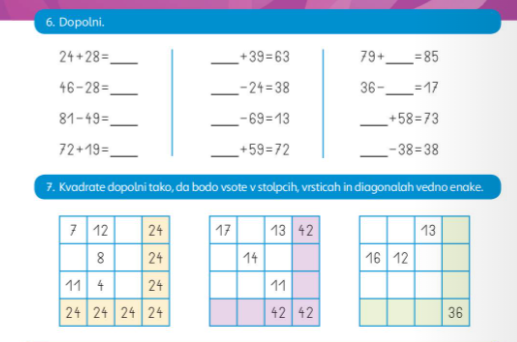 6. Dopolni.
24+28=____ ____+39=63 79+____=85
46-28=____ ____-24=38 36-____=17
81-49=____ ____-69=13 ____+58=73
72+19=____ ____+59=72 ____-38=38
7. Kvadrate dopolni tako, da bodo vsote v stolpcih, vrsticah in diagonalah vedno enake.
7 12 24 17 13 42 13
8 24 14 16 12
11 4 24 11
24 24 24 24 42 42 36